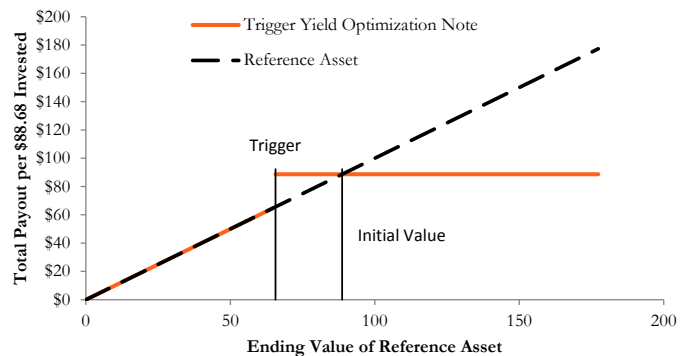 $200
$180
$160
$140
$120
$100
$80
$60
$40
$20
$0
Total Payout per $88.68 Invested
Trigger Yield Optimization Note
Reference Asset
Trigger
Initial Value
0 50 100 150 200
Ending Value of Reference Asset